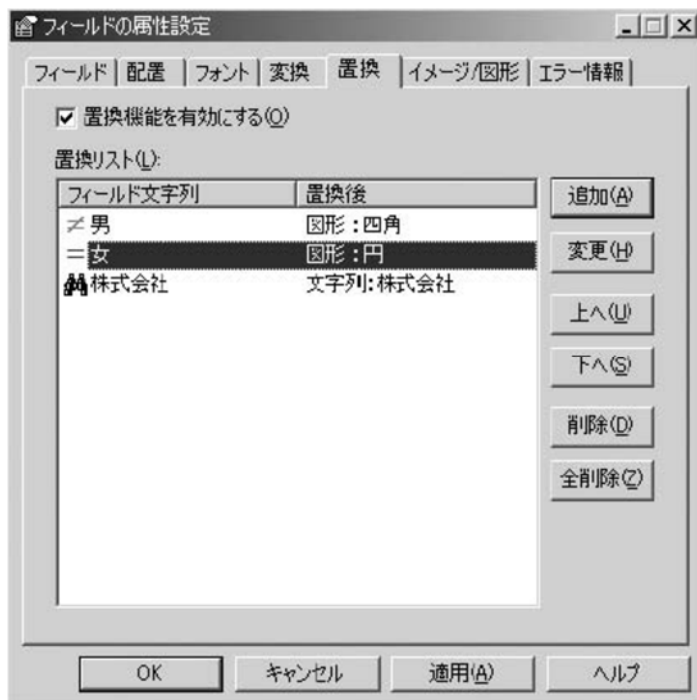 フィールドの属性設定
フィールド 配置 フォント 変換 置換 イメージ/図形 エラー情報
置換機能を有効にする(O)
置換リスト(L):
フィールド文字列 置換後
≠男 図形:四角
=女 図形:円
株式会社 文字列:株式会社
追加(A)
変更(H)
上へ(U)
下へ(S)
削除(D)
全削除(Z)
OK キャンセル 適用(A) ヘルプ